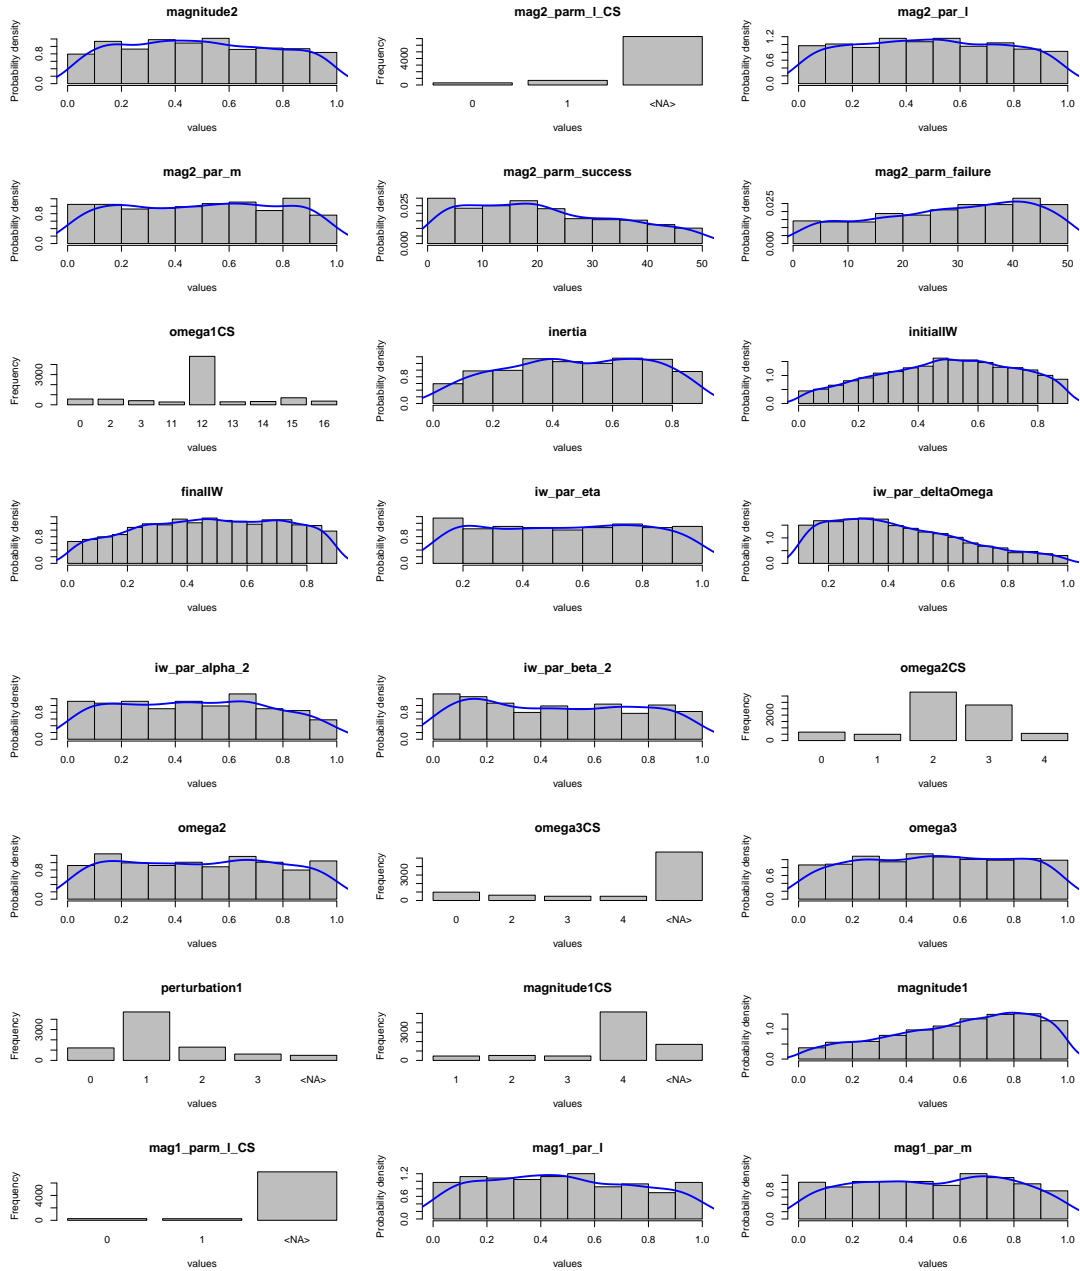 magnitude2
Probability density
0.0 0.8
0.0 0.2 0.4 0.6 0.8 1.0
values
mag2_parm_l_CS
Frequency
0 4000
0 1 <NA>
values
mag2_par_l
Probability density
0.0 0.6 1.2
0.0 0.2 0.4 0.6 0.8 1.0
values
mag2_par_m
Probability density
0.0 0.8
0.0 0.2 0.4 0.6 0.8 1.0
values
mag2_parm_success
Probability density
0.000 0.025
0 10 20 30 40 50
values
mag2_parm_failure
Probability density
0.000 0.025
0 10 20 30 40 50
values
omega1CS
Frequency
0 3000
0 2 3 11 12 13 14 15 16
values
inertia
Probability density
0.0 0.8
0.0 0.2 0.4 0.6 0.8
values
initialIW
Probability density
0.0 1.0
0.0 0.2 0.4 0.6 0.8
values
finalIW
Probability density
0.0 0.8
0.0 0.2 0.4 0.6 0.8
values
iw_par_eta
Probability density
0.0 0.8
0.2 0.4 0.6 0.8 1.0
values
iw_par_deltaOmega
Probability density
0.0 1.0
0.2 0.4 0.6 0.8 1.0
values
iw_par_alpha_2
Probability density
0.0 0.8
0.0 0.2 0.4 0.6 0.8 1.0
values
iw_par_beta_2
Probability density
0.0 0.8
0.0 0.2 0.4 0.6 0.8 1.0
values
omega2CS
Frequency
0 2000
0 1 2 3 4
values
omega2
Probability density
0.0 0.8
0.0 0.2 0.4 0.6 0.8 1.0
values
omega3CS
Frequency
0 3000
0 2 3 4 <NA>
values
omega3
Probability density
0.0 0.6
0.0 0.2 0.4 0.6 0.8 1.0
values
perturbation1
Frequency
0 3000
0 1 2 3 <NA>
values
magnitude1CS
Frequency
0 3000
1 2 3 4 <NA>
values
magnitude1
Probability density
0.0 1.0
0.0 0.2 0.4 0.6 0.8 1.0
values
mag1_parm_l_CS
Frequency
0 4000
0 1 <NA>
values
mag1_par_l
Probability density
0.0 0.6 1.2
0.0 0.2 0.4 0.6 0.8 1.0
values
mag1_par_m
Probability density
0.0 0.8
0.0 0.2 0.4 0.6 0.8 1.0
values